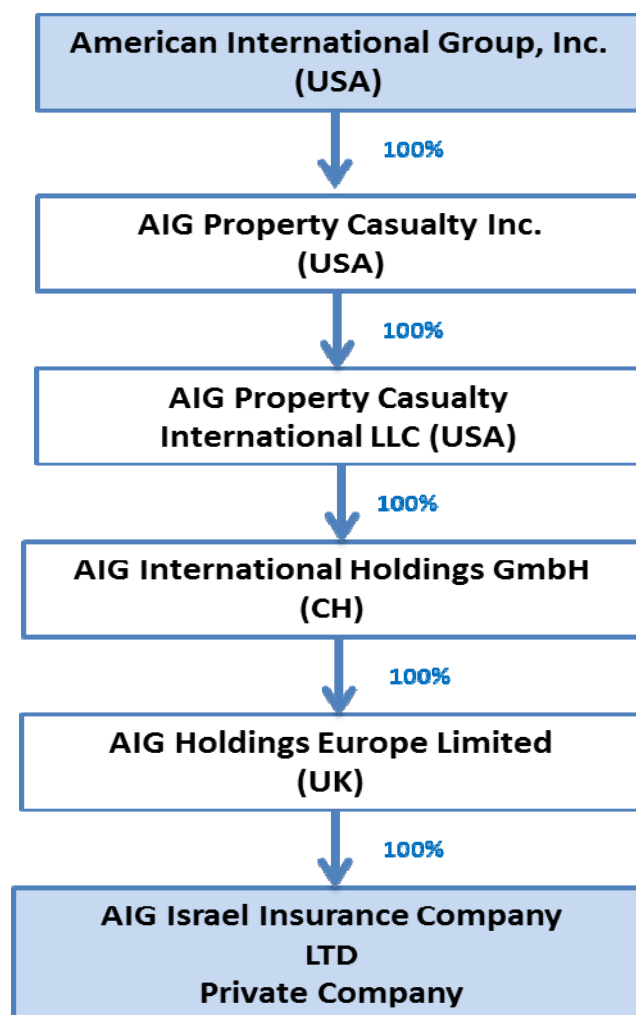 American International Group, Inc.
(USA)
100%
AIG Property Casualty Inc.
(USA)
100%
AIG Property Casualty
International LLC (USA)
100%
AIG International Holdings GmbH
(CH)
100%
AIG Holdings Europe Limited
(UK)
100%
AIG Israel Insurance Company
LTD
Private Company